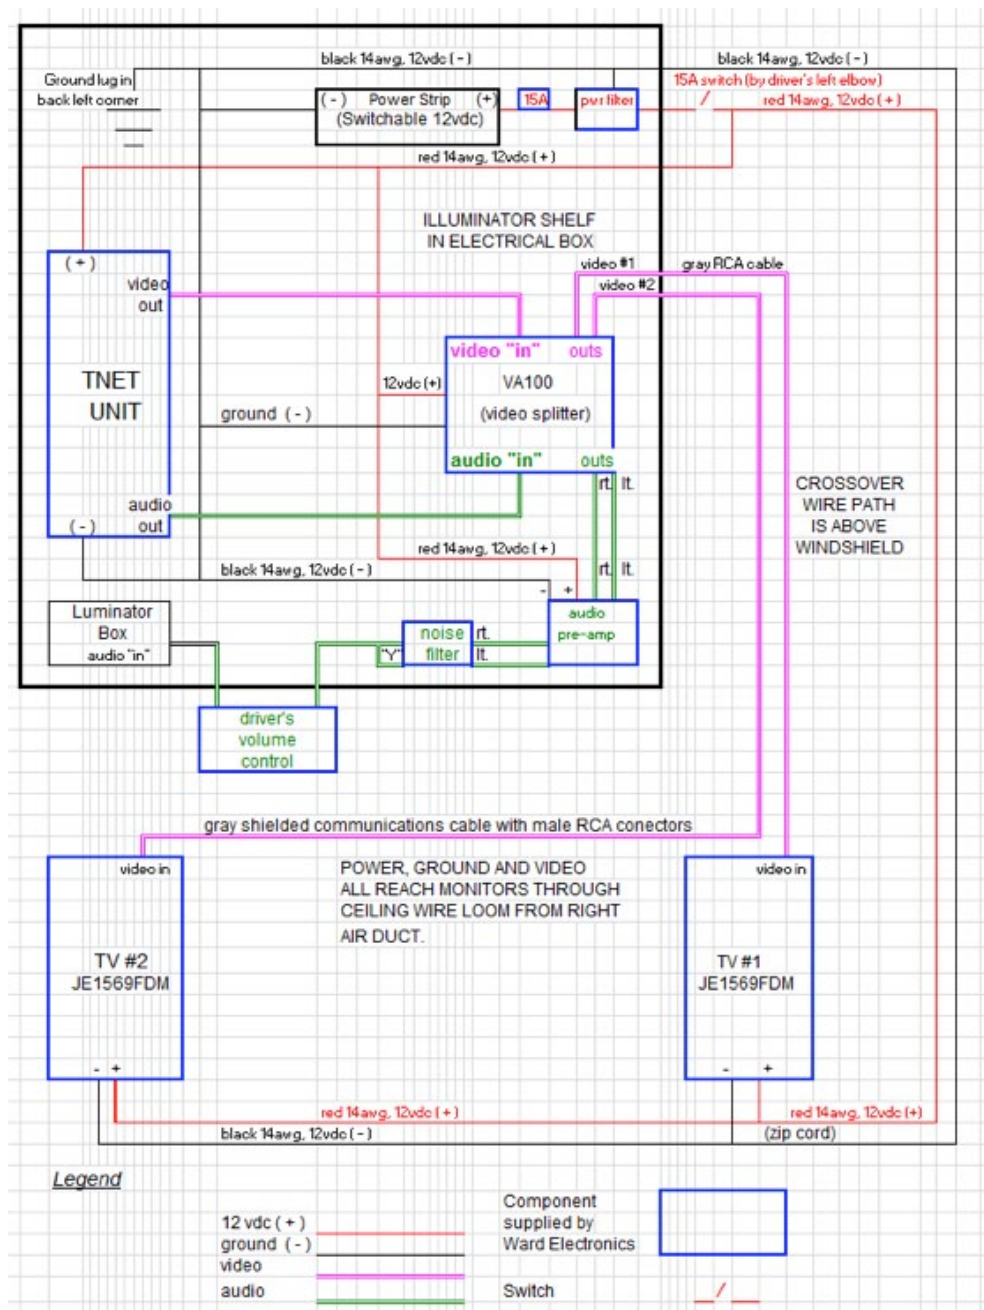 black 14awg, 12vdc ( - )
black 14awg, 12vdc ( - )
Ground lug in
back left corner
15A switch (by driver's left elbow)
( - ) Power Strip (+)
(Switchable 12vdc)
15A
pwr filter
red 14awg, 12vdc ( + )
red 14awg, 12vdc ( + )
ILLUMINATOR SHELF
IN ELECTRICAL BOX
( + )
video
out
video #1
gray RCA cable
video #2
TNET
UNIT
video "in" outs
VA100
(video splitter)
12vdc (+)
ground ( - )
audio "in" outs
rt. lt.
CROSSOVER
WIRE PATH
IS ABOVE
WINDSHIELD
audio
( - ) out
red 14awg, 12vdc ( + )
black 14awg, 12vdc ( - )
rt. lt.
- +
Luminator
Box
audio "in"
"Y"
noise
filter
rt.
lt.
audio
pre-amp
driver's
volume
control
gray shielded communications cable with male RCA conectors
video in
video in
POWER, GROUND AND VIDEO
ALL REACH MONITORS THROUGH
CEILING WIRE LOOM FROM RIGHT
AIR DUCT.
TV #2
JE1569FDM
TV #1
JE1569FDM
- +
- +
red 14awg, 12vdc ( + )
red 14awg, 12vdc (+)
black 14awg, 12vdc ( - )
(zip cord)
Legend
12 vdc ( + )
ground ( - )
video
audio
Component
supplied by
Ward Electronics
Switch